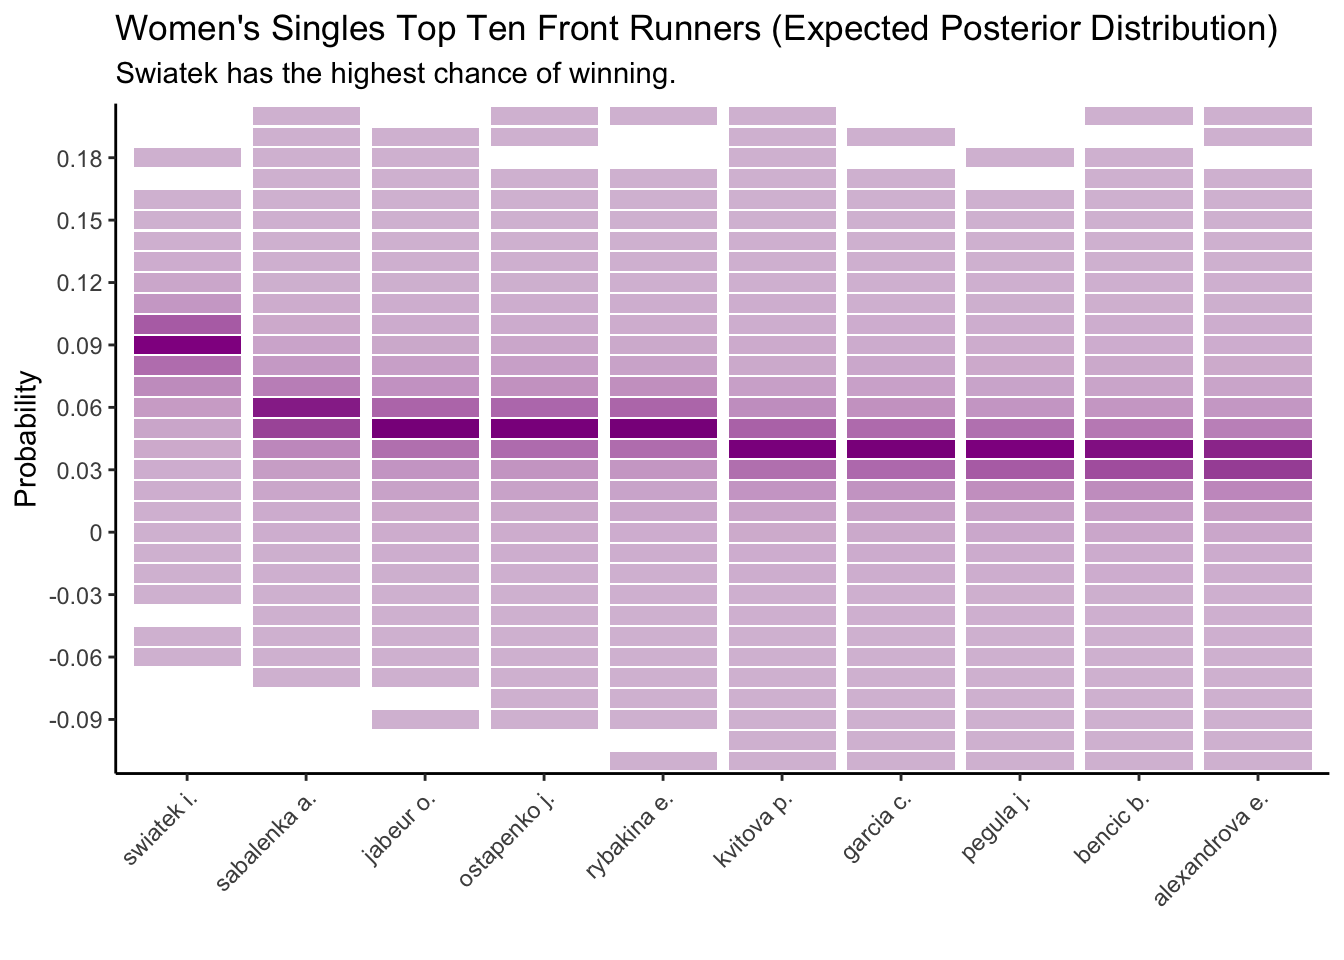 Women's Singles Top Ten Front Runners (Expected Posterior Distribution)
Swiatek has the highest chance of winning.
Probability
0.18
0.15
0.12
0.09
0.06
0.03
0
-0.03
-0.06
-0.09
swiatek i.
sabalenka a.
jabeur o.
ostapenko j.
rybakina e.
kvitova p.
garcia c.
pegula j.
bencic b.
alexandrova e.